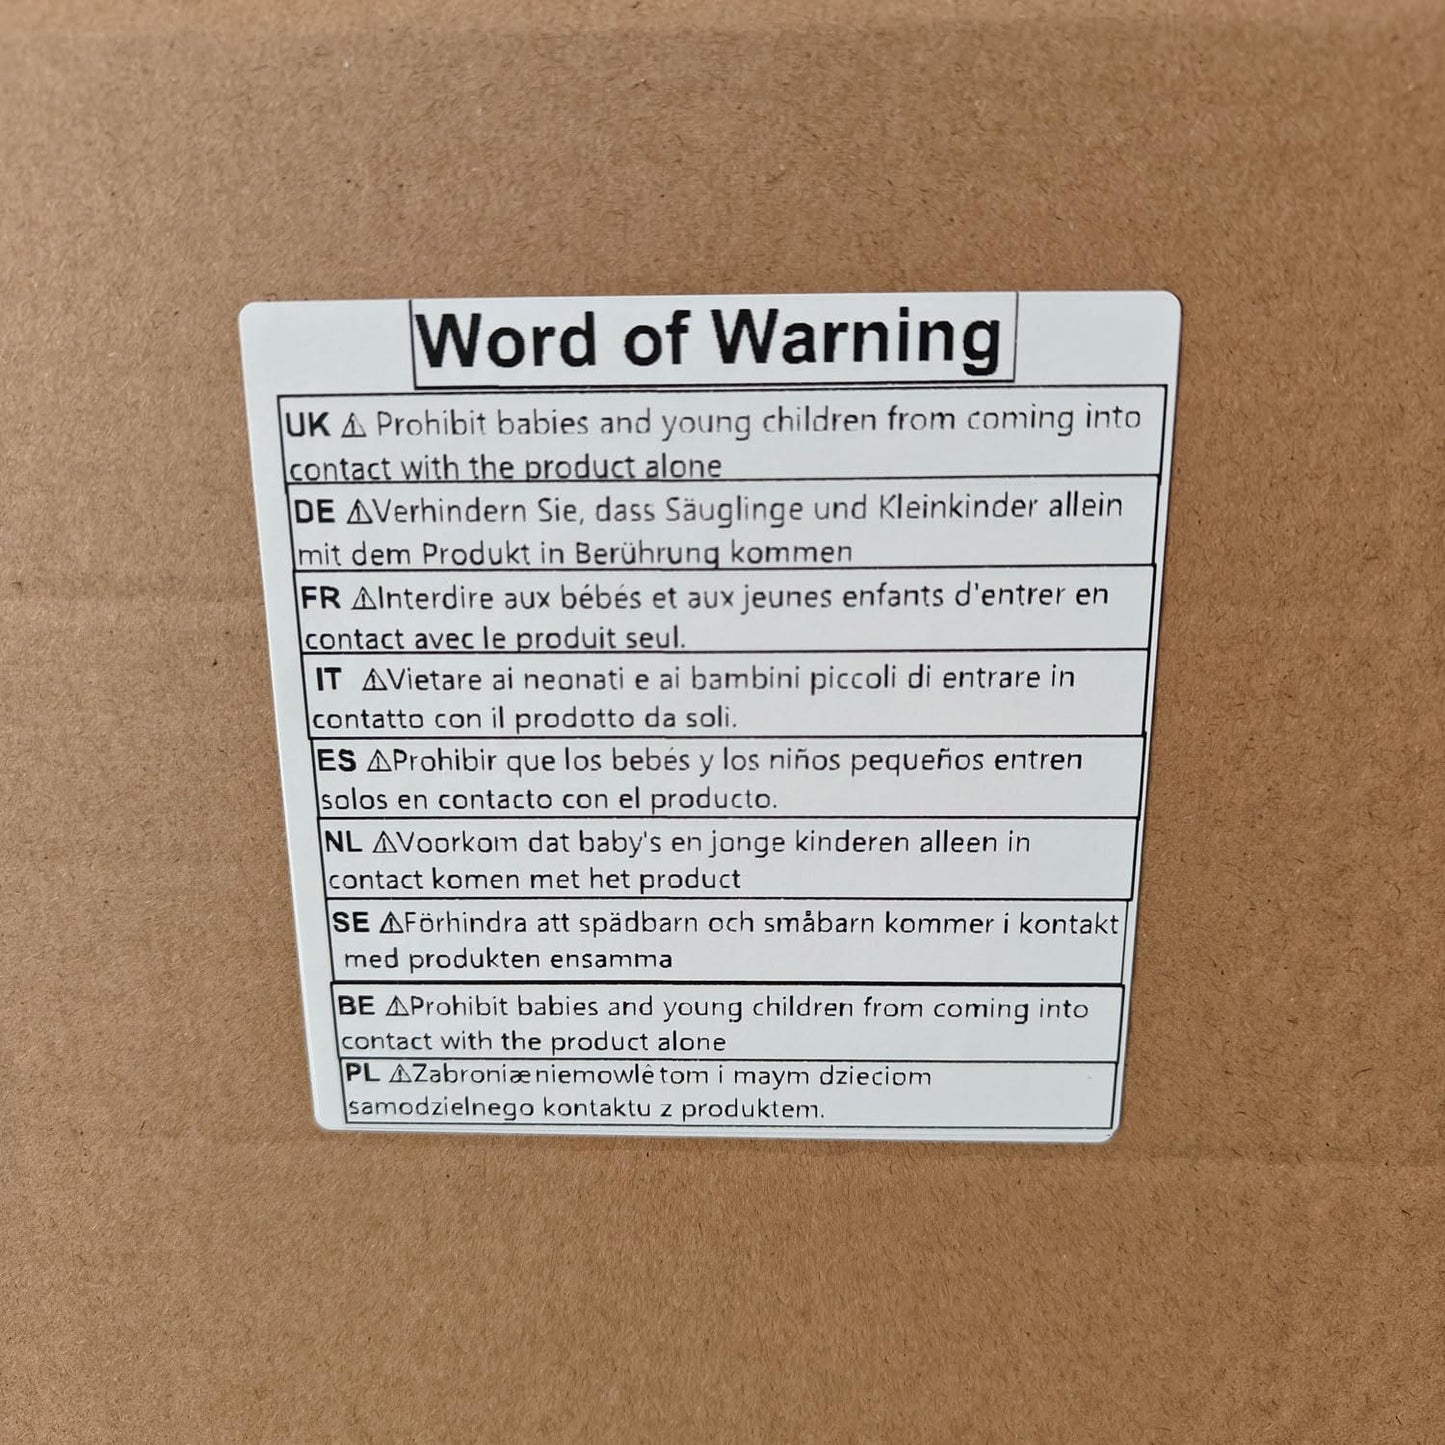 Word of Warning
UK ⚠ Prohibit babies and young children from coming into
contact with the product alone
DE ⚠Verhindern Sie, dass Säuglinge und Kleinkinder allein
mit dem Produkt in Berührung kommen
FR ⚠Interdire aux bébés et aux jeunes enfants d'entrer en
contact avec le produit seul.
IT ⚠Vietare ai neonati e ai bambini piccoli di entrare in
contatto con il prodotto da soli.
ES ⚠Prohibir que los bebés y los niños pequeños entren
solos en contacto con el producto.
NL ⚠Voorkom dat baby's en jonge kinderen alleen in
contact komen met het product
SE ⚠Förhindra att spädbarn och småbarn kommer i kontakt
med produkten ensamma
BE ⚠Prohibit babies and young children from coming into
contact with the product alone
PL ⚠Zabroniæ niemowlêtom i maym dzieciom
samodzielnego kontaktu z produktem.